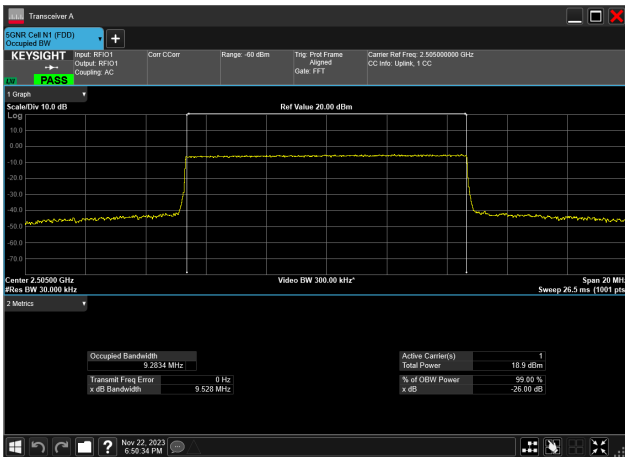 Transceiver A
5GNR Cell N1 (FDD)
Occupied BW
KEYSIGHT
LXI
PASS
Input: RFIO1
Output: RFIO1
Coupling: AC
Corr CCorr
Range: -60 dBm
Trig: Prot Frame
Aligned
Gate: FFT
Carrier Ref Freq: 2.505000000 GHz
CC Info: Uplink, 1 CC
1 Graph
Scale/Div 10.0 dB
Ref Value 20.00 dBm
Log
10.0
0.00
-10.0
-20.0
-30.0
-40.0
-50.0
-60.0
-70.0
Center 2.50500 GHz
Video BW 300.00 kHz*
Span 20 MHz
#Res BW 30.000 kHz
Sweep 26.5 ms (1001 pts
2 Metrics
Occupied Bandwidth
9.2834 MHz
Active Carrier(s) 1
Total Power 18.9 dBm
Transmit Freq Error 0 Hz
x dB Bandwidth 9.528 MHz
% of OBW Power 99.00 %
x dB -26.00 dB
?
Nov 22, 2023
6:50:34 PM